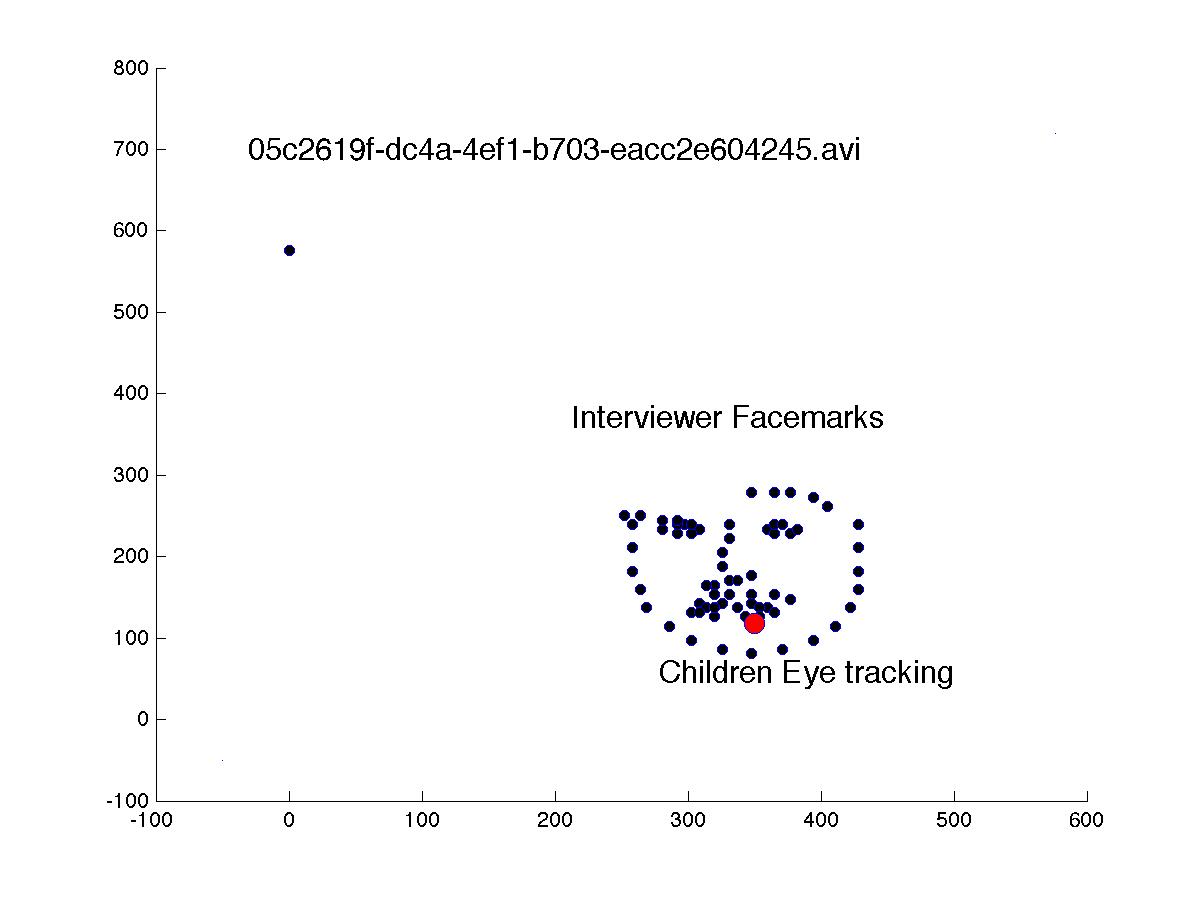 800
700
05c2619f-dc4a-4ef1-b703-eacc2e604245.avi
600
500
400
Interviewer Facemarks
300
200
100
Children Eye tracking
0
-100
-100 0 100 200 300 400 500 600